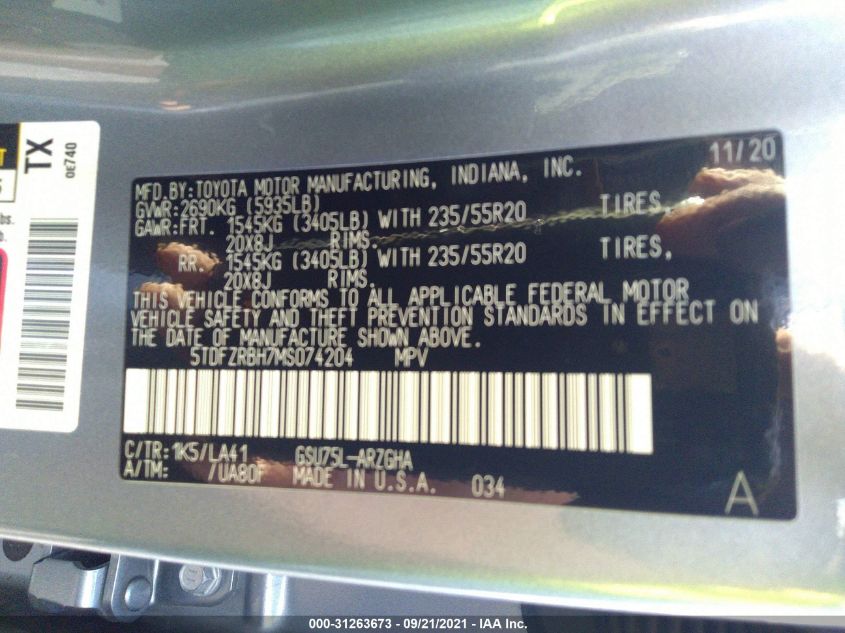 TX
OE740
11/20
MFD.BY:TOYOTA MOTOR MANUFACTURING, INDIANA, INC.
GVWR:2690KG (5935LB)
GAWR:FRT. 1545KG (3405LB) WITH 235/55R20 TIRES,
20X8J RIMS.
RR. 1545KG (3405LB) WITH 235/55R20 TIRES,
20X8J RIMS.
THIS VEHICLE CONFORMS TO ALL APPLICABLE FEDERAL MOTOR
VEHICLE SAFETY AND THEFT PREVENTION STANDARDS IN EFFECT ON
THE DATE OF MANUFACTURE SHOWN ABOVE.
5TDFZRBH7MS074204 MPV
C/TR:1K5/LA41 GSU75L-ARZGHA
A/TM: /UA80F MADE IN U.S.A. 034
A
000-31263673 - 09/21/2021 - IAA Inc.